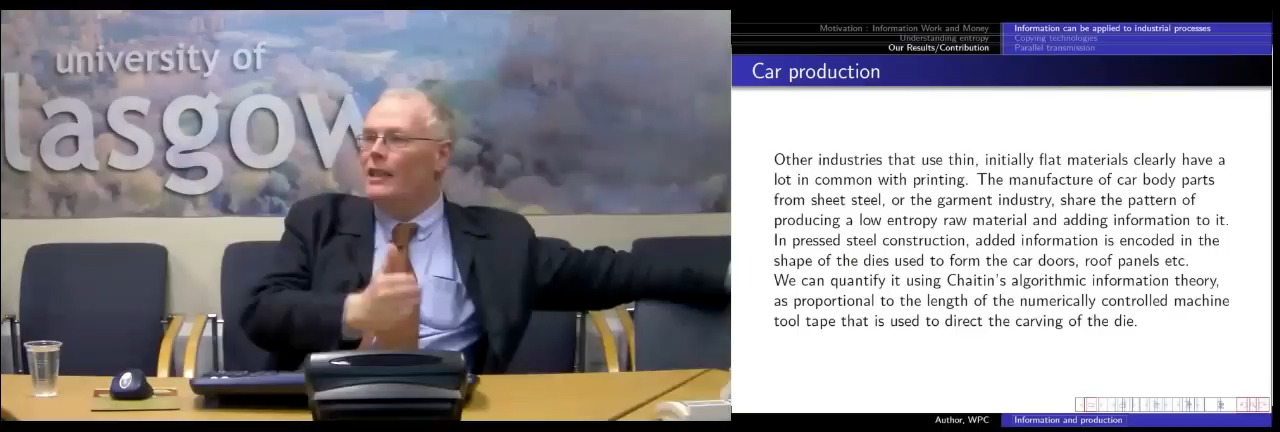 university of
lasgow
Motivation : Information Work and Money
Understanding entropy
Our Results/Contribution
Information can be applied to industrial processes
Copying technologies
Parallel transmission
Car production
Other industries that use thin, initially flat materials clearly have a
lot in common with printing. The manufacture of car body parts
from sheet steel, or the garment industry, share the pattern of
producing a low entropy raw material and adding information to it.
In pressed steel construction, added information is encoded in the
shape of the dies used to form the car doors, roof panels etc.
We can quantify it using Chaitin's algorithmic information theory,
as proportional to the length of the numerically controlled machine
tool tape that is used to direct the carving of the die.
Author, WPC
Information and production